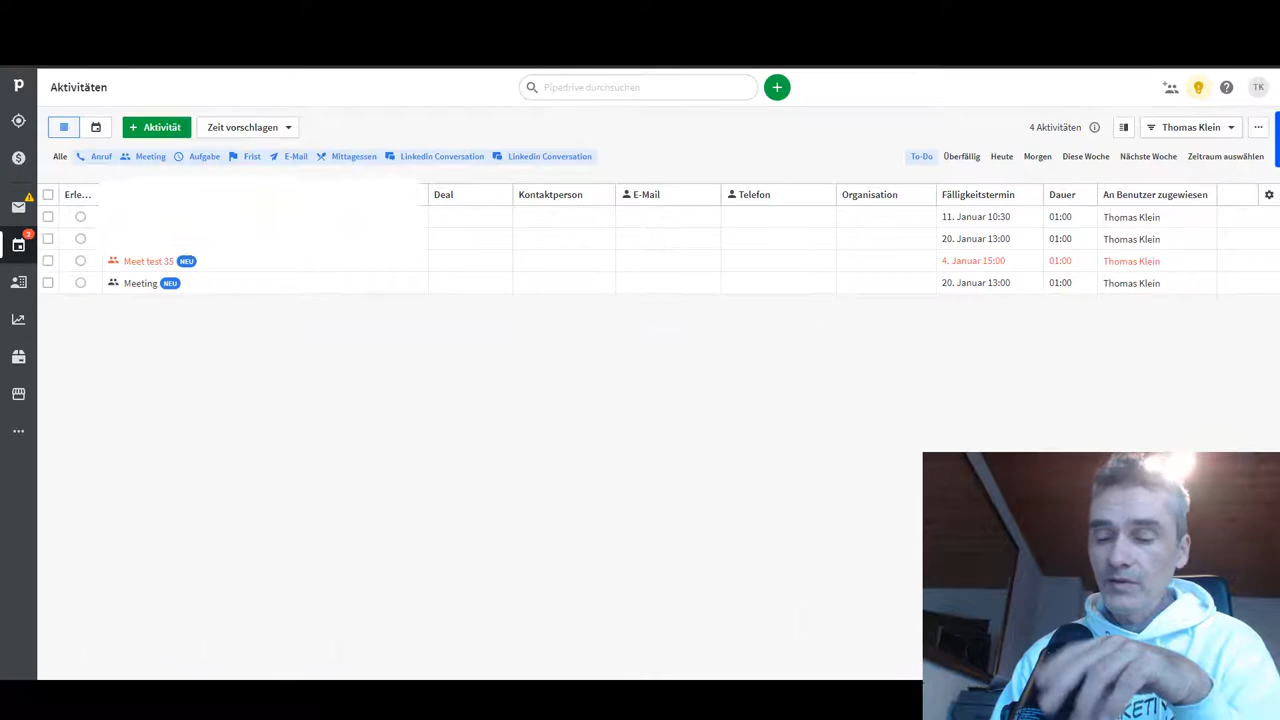 p
Aktivitäten
Pipedrive durchsuchen
TK
+ Aktivität
Zeit vorschlagen
4 Aktivitäten
Thomas Klein
Alle Anruf Meeting Aufgabe Frist E-Mail Mittagessen Linkedin Conversation Linkedin Conversation
To-Do Überfällig Heute Morgen Diese Woche Nächste Woche Zeitraum auswählen
Erle... Deal Kontaktperson E-Mail Telefon Organisation Fälligkeitstermin Dauer An Benutzer zugewiesen
11. Januar 10:30 01:00 Thomas Klein
20. Januar 13:00 01:00 Thomas Klein
Meet test 35 NEU 4. Januar 15:00 01:00 Thomas Klein
Meeting NEU 20. Januar 13:00 01:00 Thomas Klein